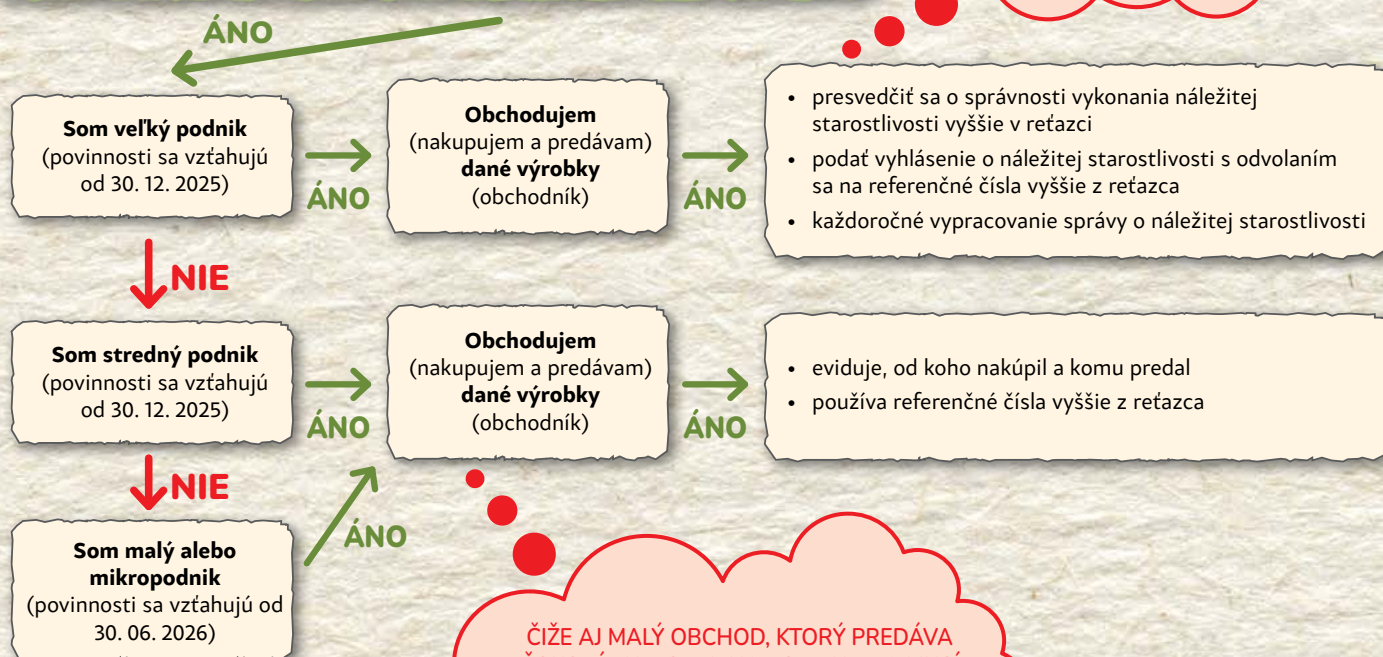 ÁNO
Som veľký podnik
(povinnosti sa vzťahujú
od 30. 12. 2025)
ÁNO
Obchodujem
(nakupujem a predávam)
dané výrobky
(obchodník)
ÁNO
• presvedčiť sa o správnosti vykonania náležitej
starostlivosti vyššie v reťazci
• podať vyhlásenie o náležitej starostlivosti s odvolaním
sa na referenčné čísla vyššie z reťazca
• každoročné vypracovanie správy o náležitej starostlivosti
NIE
Som stredný podnik
(povinnosti sa vzťahujú
od 30. 12. 2025)
ÁNO
Obchodujem
(nakupujem a predávam)
dané výrobky
(obchodník)
ÁNO
• eviduje, od koho nakúpil a komu predal
• používa referenčné čísla vyššie z reťazca
NIE
Som malý alebo
mikropodnik
(povinnosti sa vzťahujú od
30. 06. 2026)
ÁNO
ČIŽE AJ MALÝ OBCHOD, KTORÝ PREDÁVA